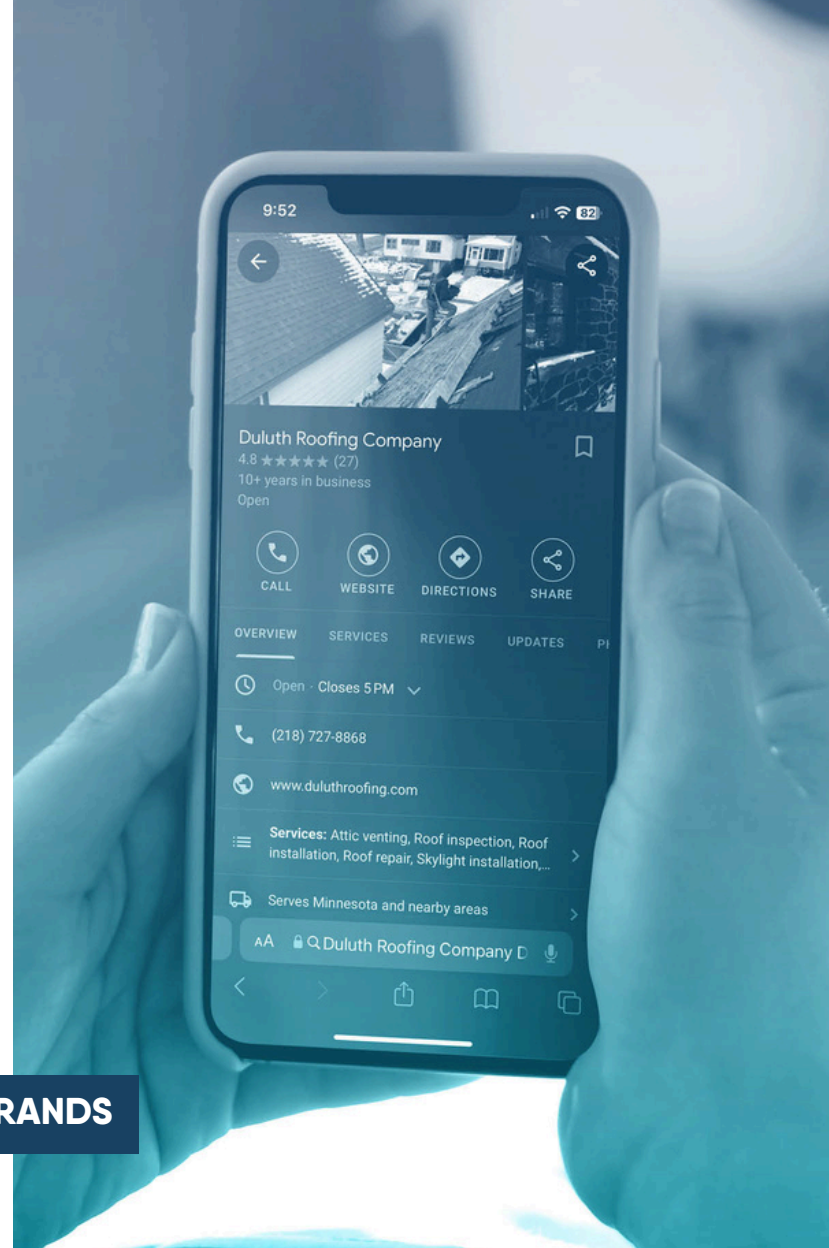 9:52
82
Duluth Roofing Company
4.8 ★★★★★ (27)
10+ years in business
Open
CALL WEBSITE DIRECTIONS SHARE
OVERVIEW SERVICES REVIEWS UPDATES PH
Open · Closes 5 PM
(218) 727-8868
www.duluthroofing.com
Services: Attic venting, Roof inspection, Roof
installation, Roof repair, Skylight installation,...
Serves Minnesota and nearby areas
AA Duluth Roofing Company D
RANDS